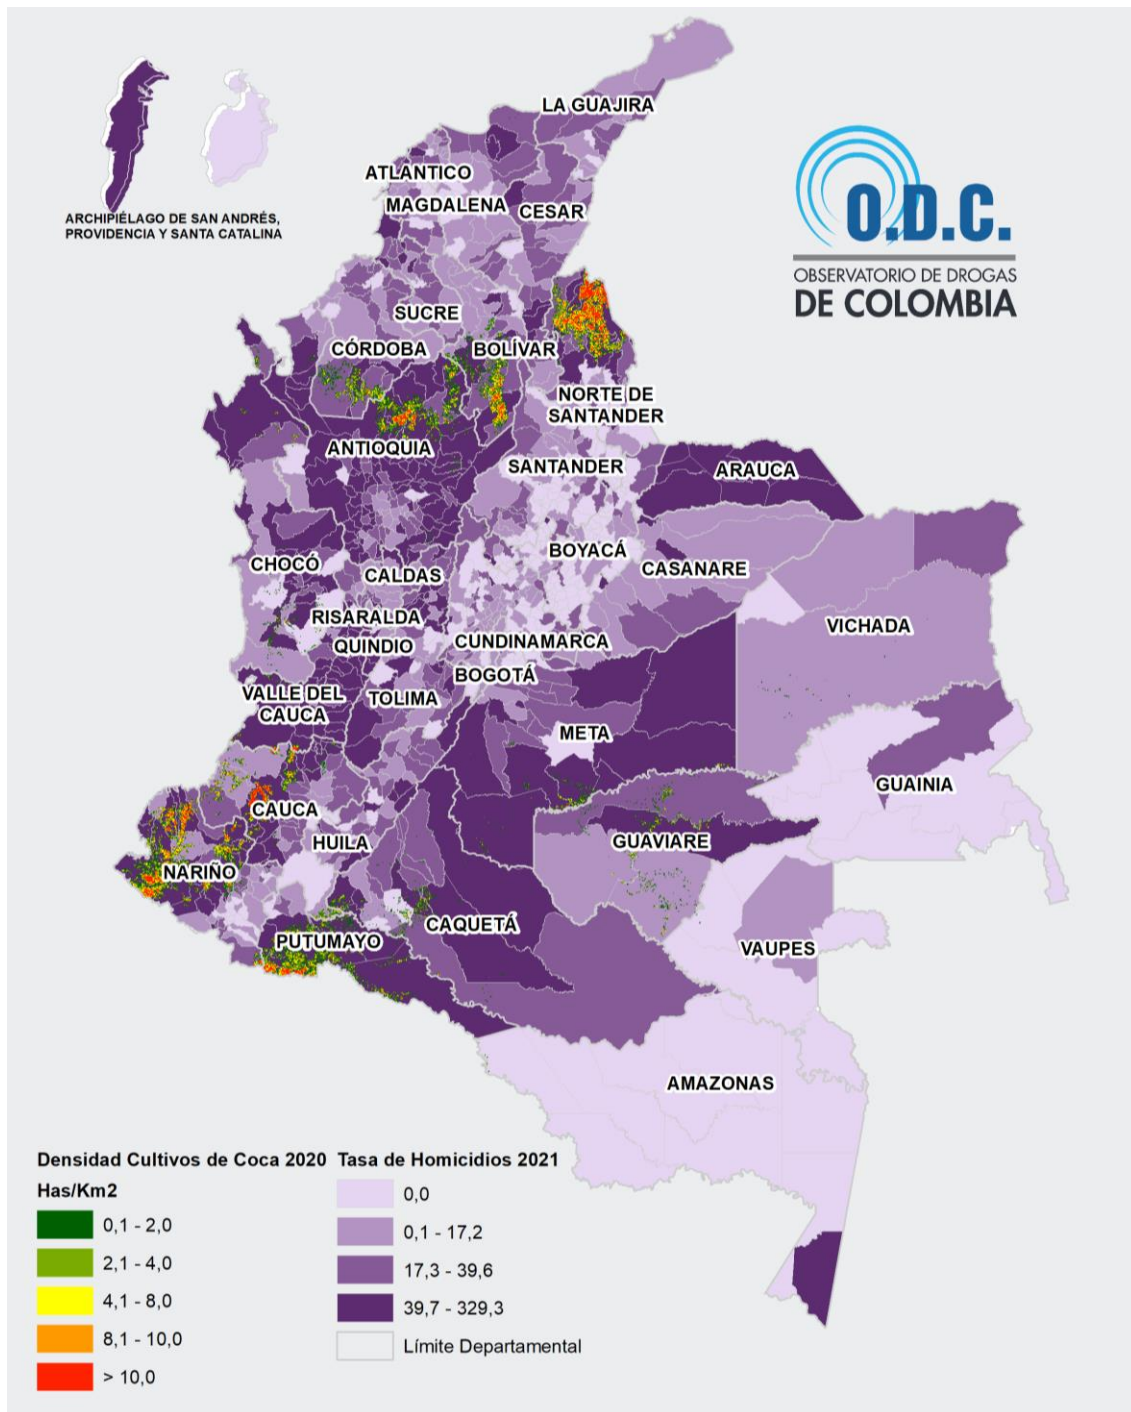 LA GUAJIRA
ATLANTICO
MAGDALENA
CESAR
ARCHIPIÉLAGO DE SAN ANDRÉS,
PROVIDENCIA Y SANTA CATALINA
O.D.C.
OBSERVATORIO DE DROGAS
DE COLOMBIA
SUCRE
CÓRDOBA
BOLÍVAR
NORTE DE
SANTANDER
ANTIOQUIA
SANTANDER
ARAUCA
BOYACÁ
CHOCÓ
CALDAS
CASANARE
RISARALDA
VICHADA
QUINDIO
CUNDINAMARCA
BOGOTÁ
VALLE DEL
CAUCA
TOLIMA
META
GUAINIA
CAUCA
HUILA
GUAVIARE
NARIÑO
CAQUETÁ
PUTUMAYO
VAUPES
AMAZONAS
Densidad Cultivos de Coca 2020
Has/Km2
0,1 - 2,0
2,1 - 4,0
4,1 - 8,0
8,1 - 10,0
> 10,0
Tasa de Homicidios 2021
0,0
0,1 - 17,2
17,3 - 39,6
39,7 - 329,3
Límite Departamental